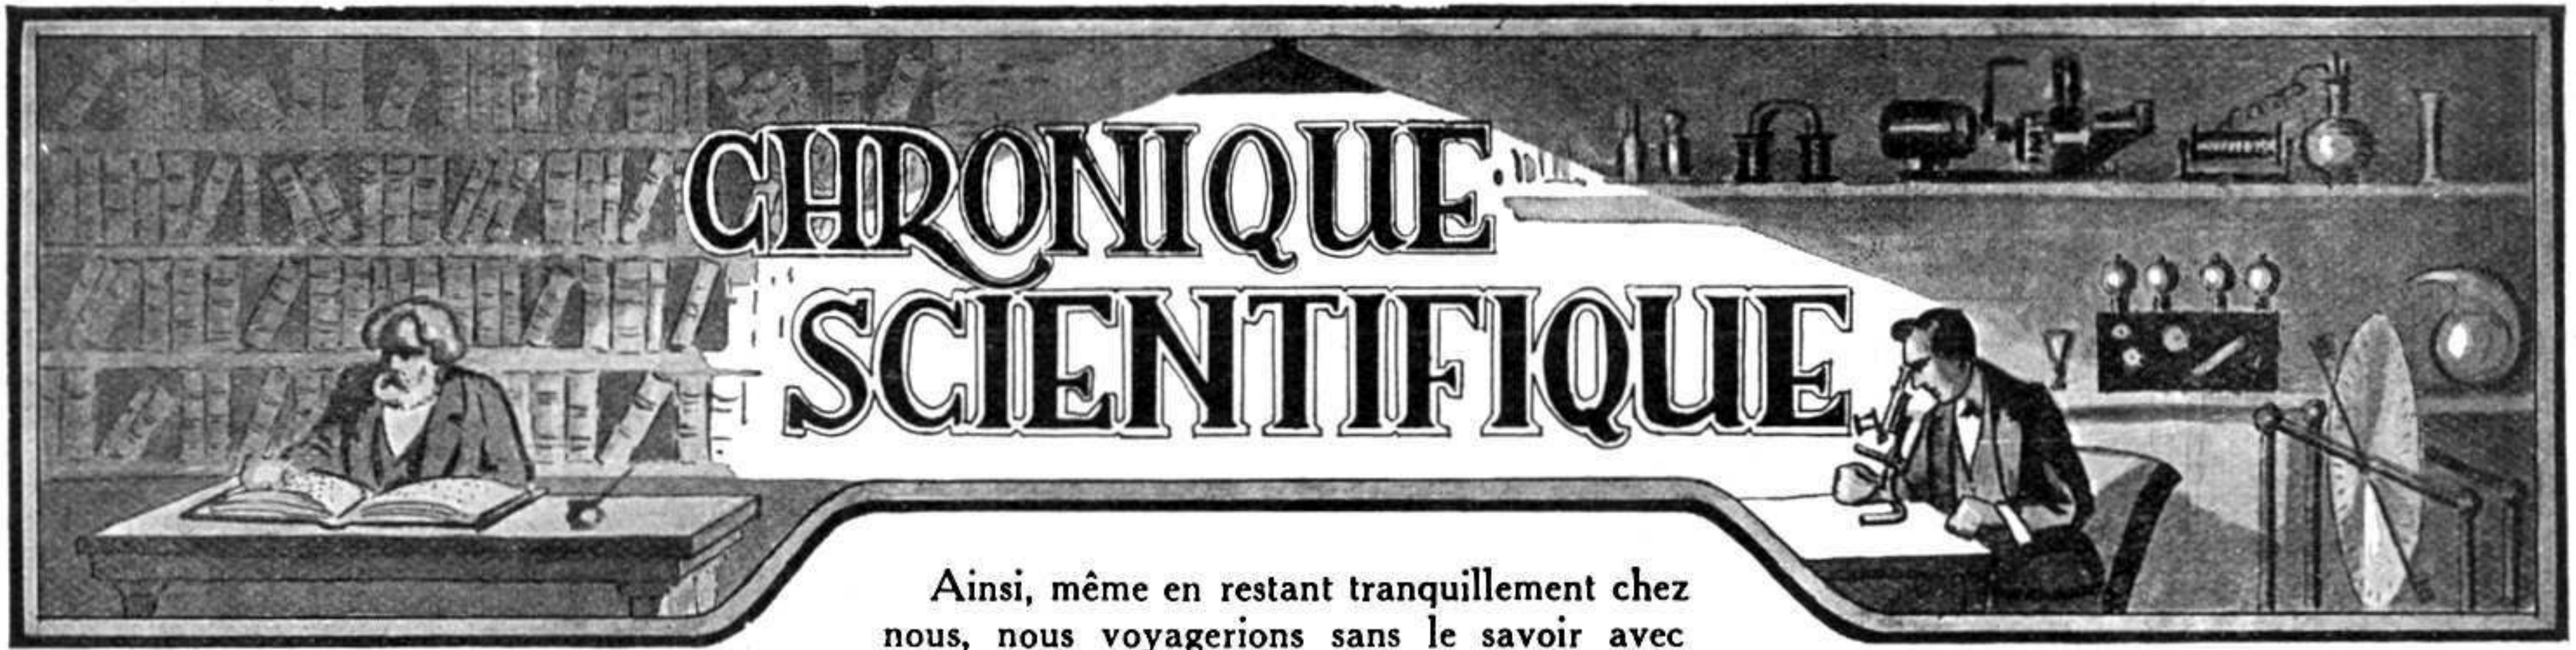 CHRONIQUE
SCIENTIFIQUE
Ainsi, même en restant tranquillement chez
nous, nous voyagerions sans le savoir avec